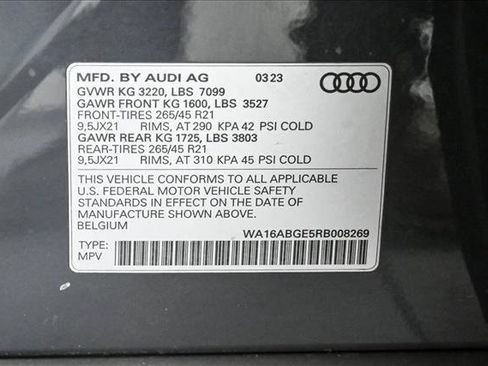 MFD. BY AUDI AG 03 23
GVWR KG 3220, LBS 7099
GAWR FRONT KG 1600, LBS 3527
FRONT-TIRES 265/45 R21
9,5JX21 RIMS, AT 290 KPA 42 PSI COLD
GAWR REAR KG 1725, LBS 3803
REAR-TIRES 265/45 R21
9,5JX21 RIMS, AT 310 KPA 45 PSI COLD
THIS VEHICLE CONFORMS TO ALL APPLICABLE
U.S. FEDERAL MOTOR VEHICLE SAFETY
STANDARDS IN EFFECT ON THE DATE OF
MANUFACTURE SHOWN ABOVE.
BELGIUM
WA16ABGE5RB008269
TYPE:
MPV